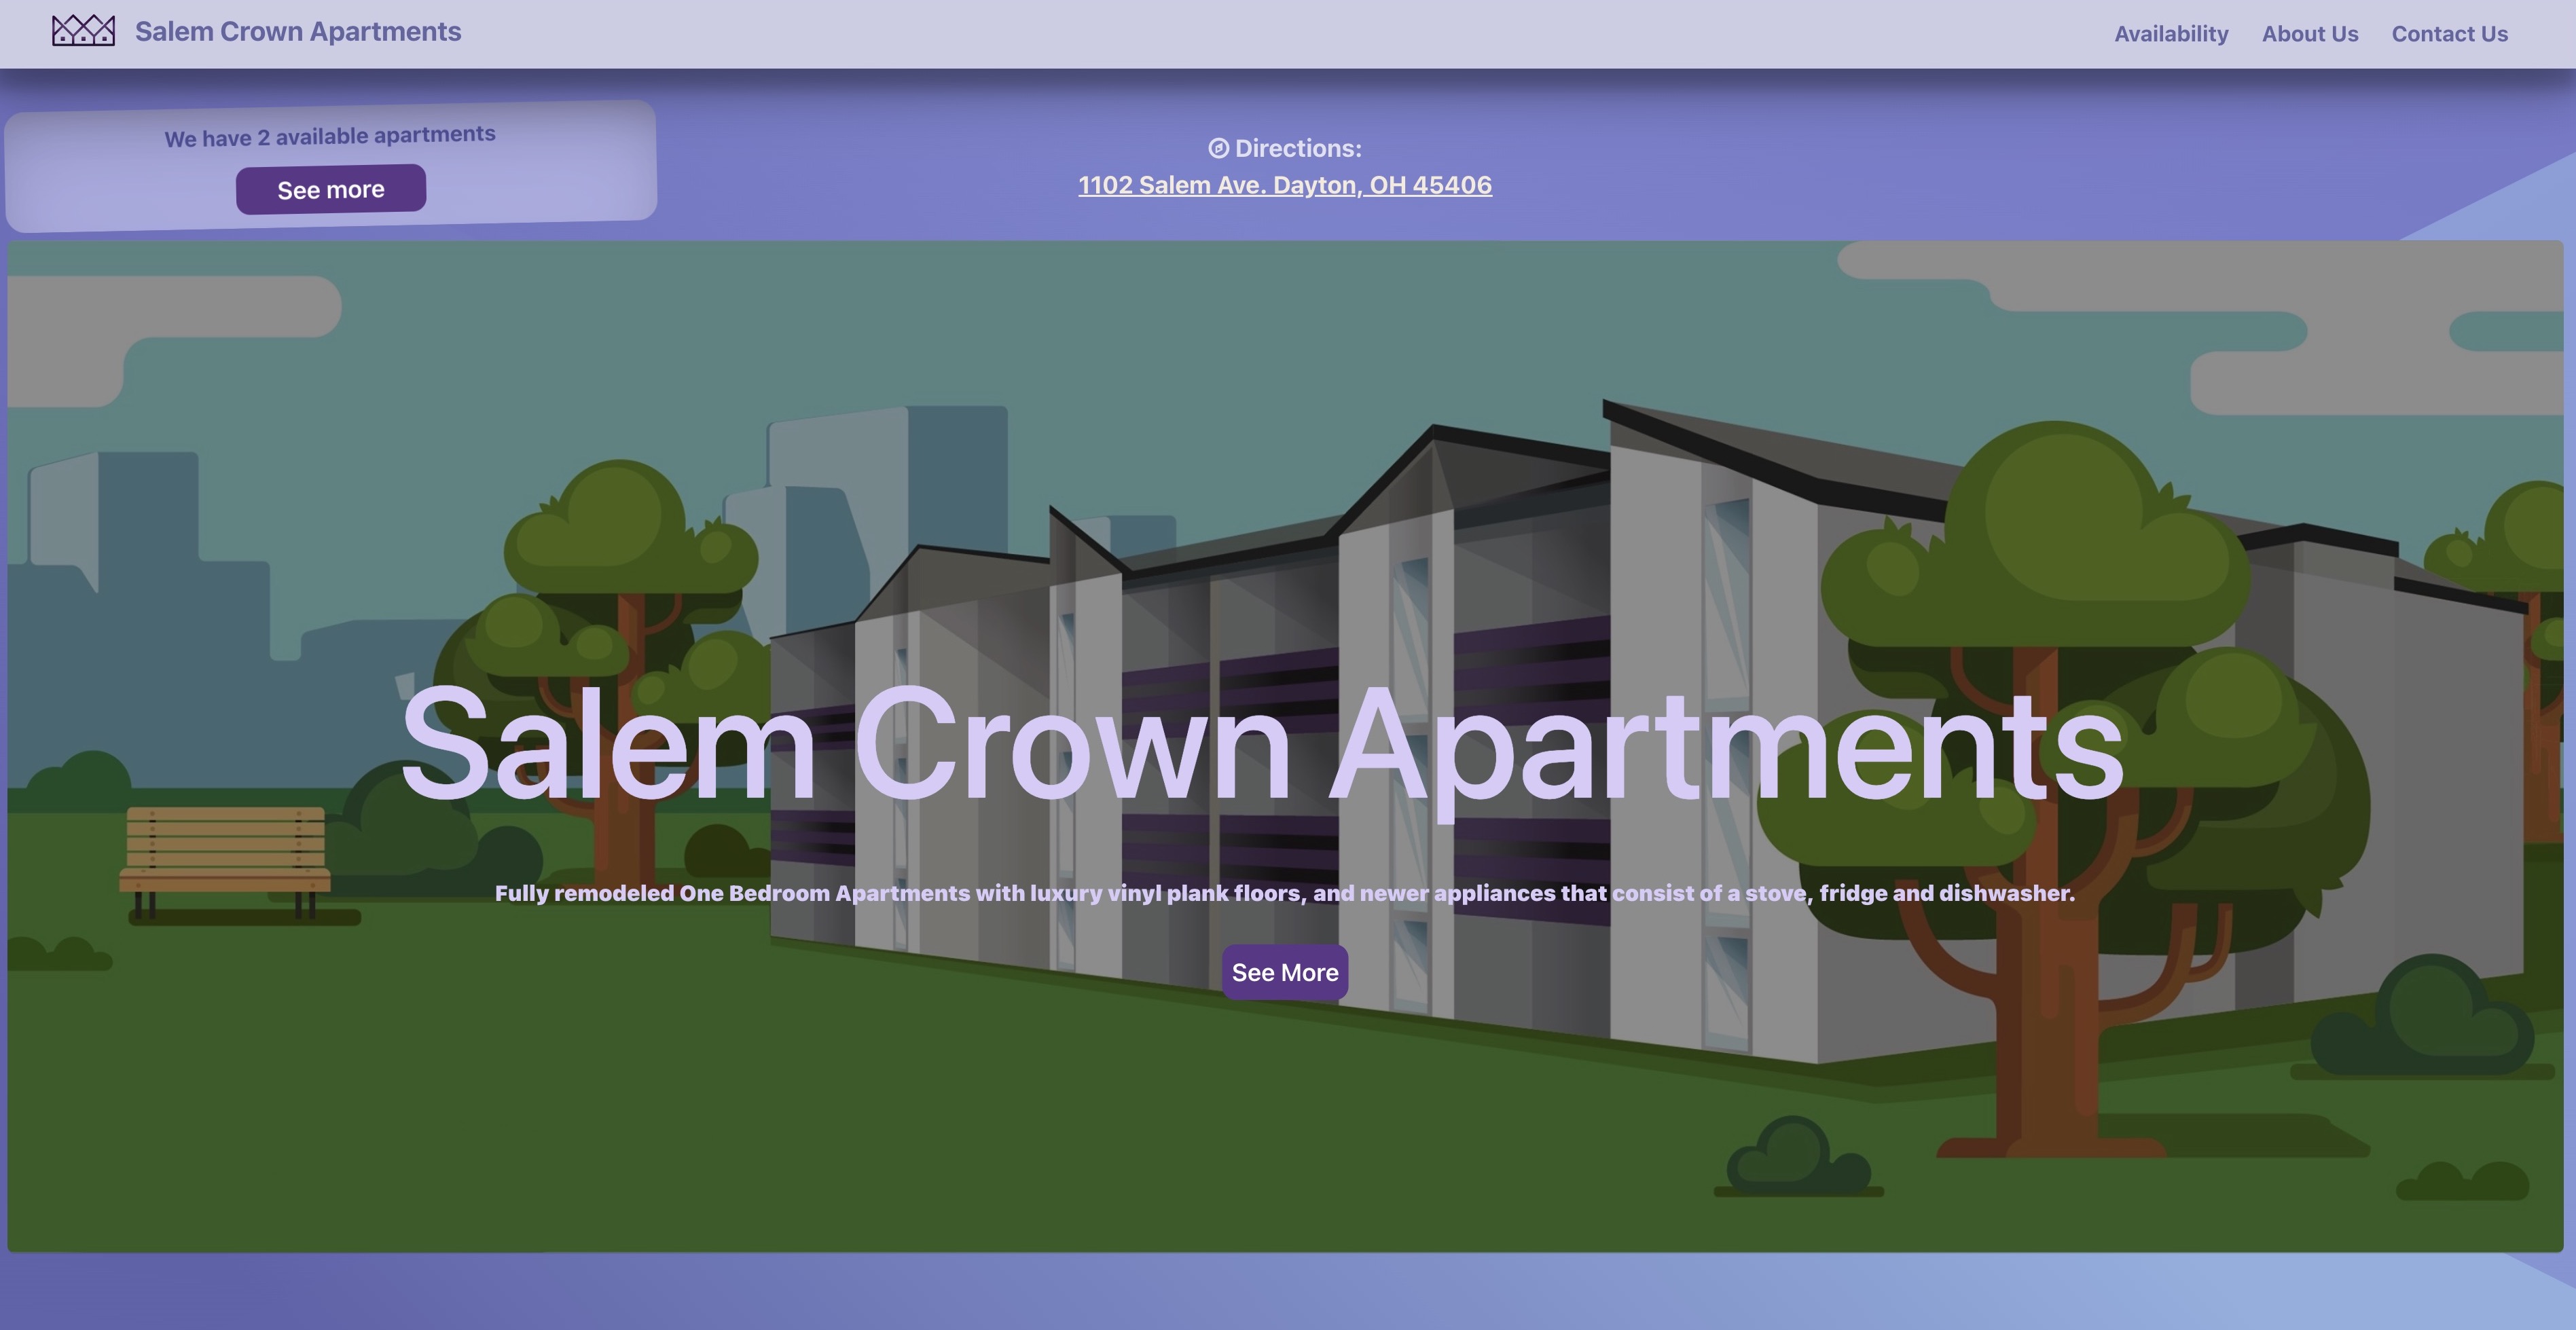 Salem Crown Apartments
Availability
About Us
Contact Us
We have 2 available apartments
See more
Directions:
1102 Salem Ave. Dayton, OH 45406
Salem Crown Apartments
Fully remodeled One Bedroom Apartments with luxury vinyl plank floors, and newer appliances that consist of a stove, fridge and dishwasher.
See More